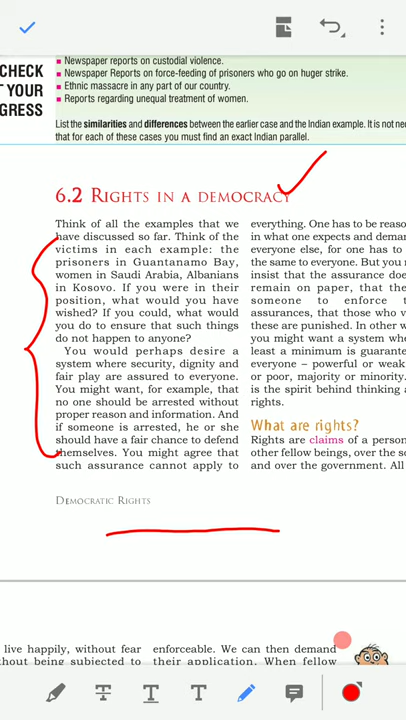 CHECK
YOUR
GRESS
Newspaper reports on custodial violence.
Newspaper Reports on force-feeding of prisoners who go on huger strike.
Ethnic massacre in any part of our country.
Reports regarding unequal treatment of women.
List the similarities and differences between the earlier case and the Indian example. It is not ne
that for each of these cases you must find an exact Indian parallel.
6.2 RIGHTS IN A DEMOCRACY
Think of all the examples that we
have discussed so far. Think of the
victims in each example: the
prisoners in Guantanamo Bay,
women in Saudi Arabia, Albanians
in Kosovo. If you were in their
position, what would you have
wished? If you could, what would
you do to ensure that such things
do not happen to anyone?
You would perhaps desire a
system where security, dignity and
fair play are assured to everyone.
You might want, for example, that
no one should be arrested without
proper reason and information. And
if someone is arrested, he or she
should have a fair chance to defend
themselves. You might agree that
such assurance cannot apply to
everything. One has to be reaso
in what one expects and deman
everyone else, for one has to
the same to everyone. But you
insist that the assurance doe
remain on paper, that the
someone to enforce t
assurances, that those who v
these are punished. In other w
you might want a system whe
least a minimum is guarante
everyone – powerful or weak
or poor, majority or minority.
is the spirit behind thinking
rights.
What are rights?
Rights are claims of a person
other fellow beings, over the so
and over the government. All
DEMOCRATIC RIGHTS
live happily, without fear
hout being subjected to
enforceable. We can then demand
their application. When fellow